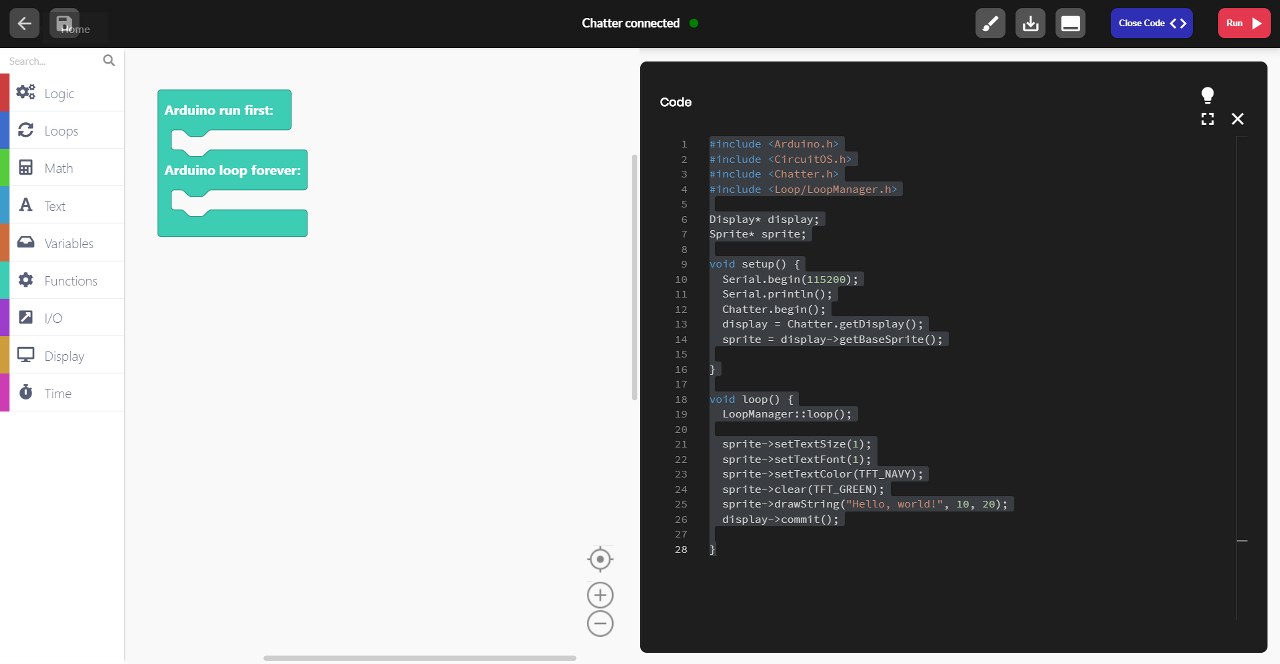 Home
Chatter connected
Close Code
Run
Search...
Logic
Loops
Math
Text
Variables
Functions
I/O
Display
Time
Arduino run first:
Arduino loop forever:
Code
1 #include <Arduino.h>
2 #include <CircuitOS.h>
3 #include <Chatter.h>
4 #include <Loop/LoopManager.h>
5
6 Display* display;
7 Sprite* sprite;
8
9 void setup() {
10   Serial.begin(115200);
11   Serial.println();
12   Chatter.begin();
13   display = Chatter.getDisplay();
14   sprite = display->getBaseSprite();
15
16 }
17
18 void loop() {
19   LoopManager::loop();
20
21   sprite->setTextSize(1);
22   sprite->setTextFont(1);
23   sprite->setTextColor(TFT_NAVY);
24   sprite->clear(TFT_GREEN);
25   sprite->drawString("Hello, world!", 10, 20);
26   display->commit();
27
28 }